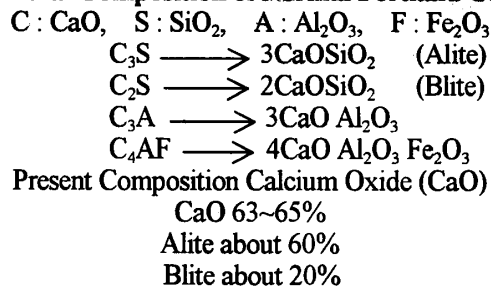 C : CaO, S : SiO₂, A : Al₂O₃, F : Fe₂O₃
C₃S ⟶ 3CaOSiO₂ (Alite)
C₂S ⟶ 2CaOSiO₂ (Blite)
C₃A ⟶ 3CaO Al₂O₃
C₄AF ⟶ 4CaO Al₂O₃ Fe₂O₃
Present Composition Calcium Oxide (CaO)
CaO 63~65%
Alite about 60%
Blite about 20%